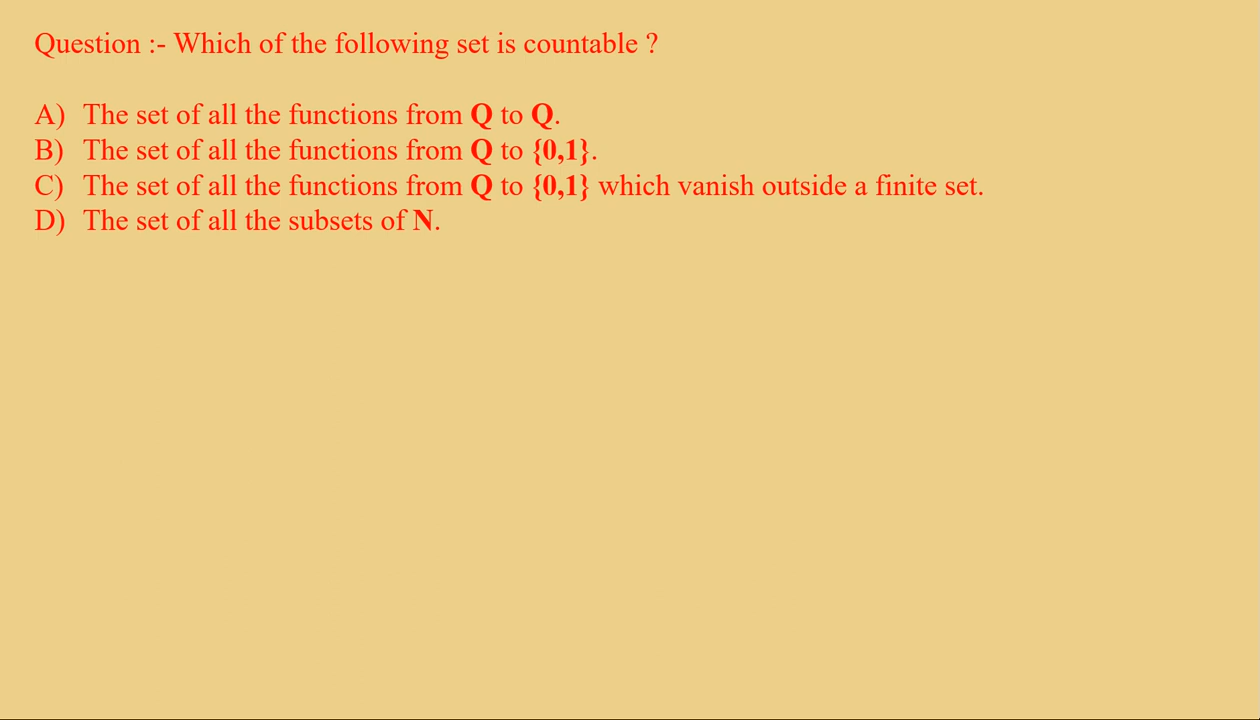 Question :- Which of the following set is countable ?
A) The set of all the functions from Q to Q.
B) The set of all the functions from Q to {0,1}.
C) The set of all the functions from Q to {0,1} which vanish outside a finite set.
D) The set of all the subsets of N.